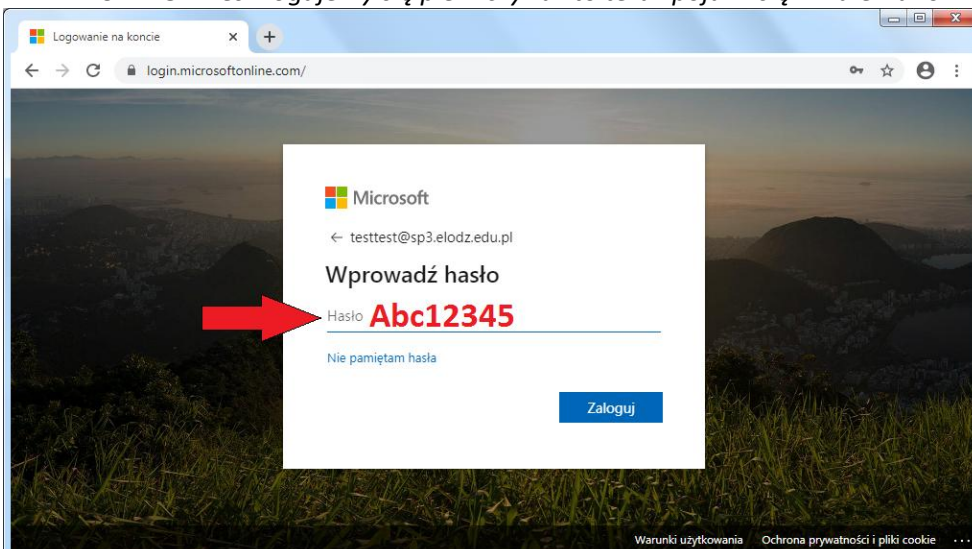 Logowanie na koncie
login.microsoftonline.com/
Microsoft
← testtest@sp3.elodz.edu.pl
Wprowadź hasło
Hasło Abc12345
Nie pamiętam hasła
Zaloguj
Warunki użytkowania Ochrona prywatności i pliki cookie ...